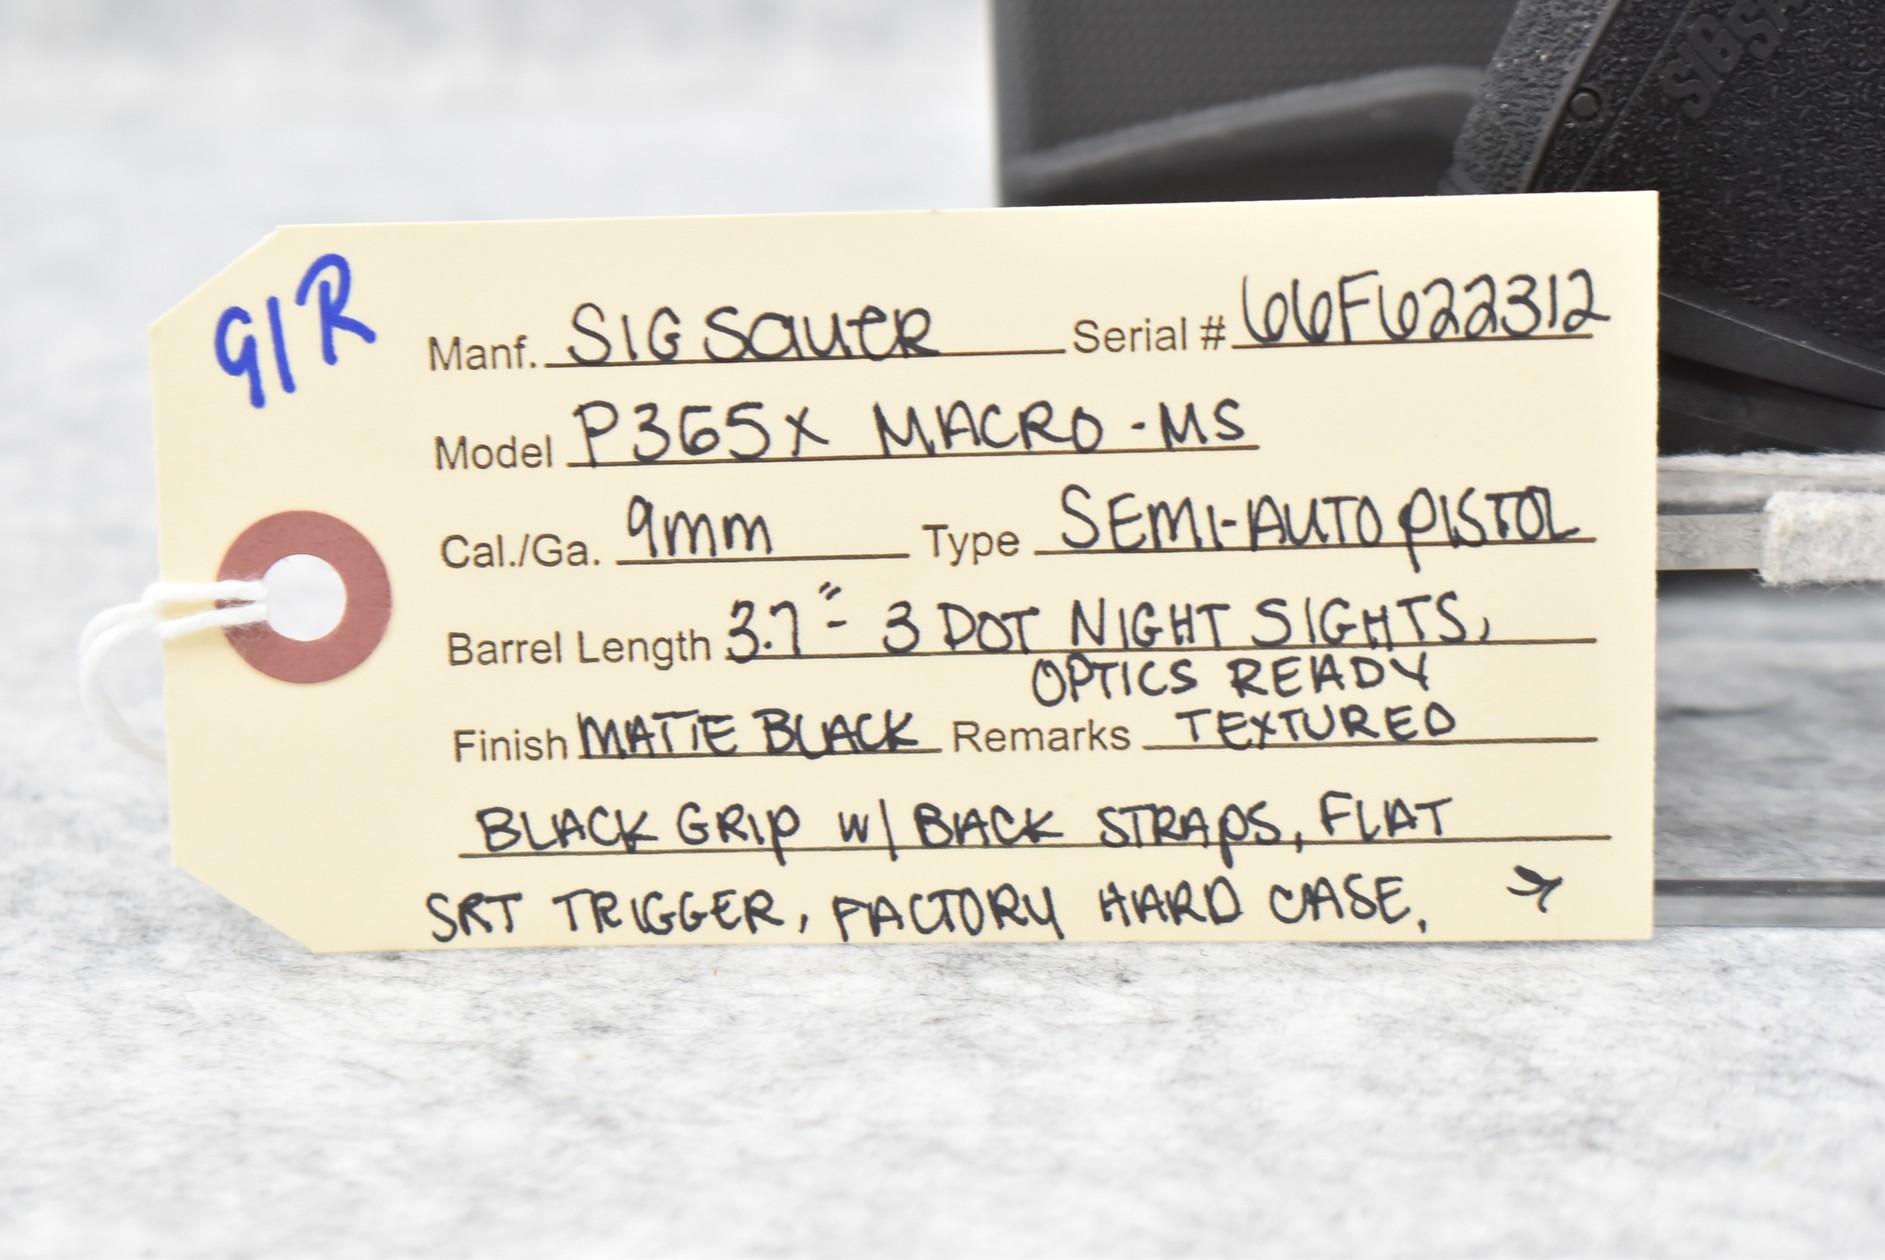 91R
Manf. SIG Sauer Serial # 66F622312
Model P365X MACRO-MS
Cal./Ga. 9mm Type SEMI-AUTO PISTOL
Barrel Length 3.7"- 3 DOT NIGHT SIGHTS,
OPTICS READY
Finish MATTE BLACK Remarks TEXTURED
BLACK GRIP w/ BACK STRAPS, FLAT
SRT TRIGGER, FACTORY HARD CASE, →